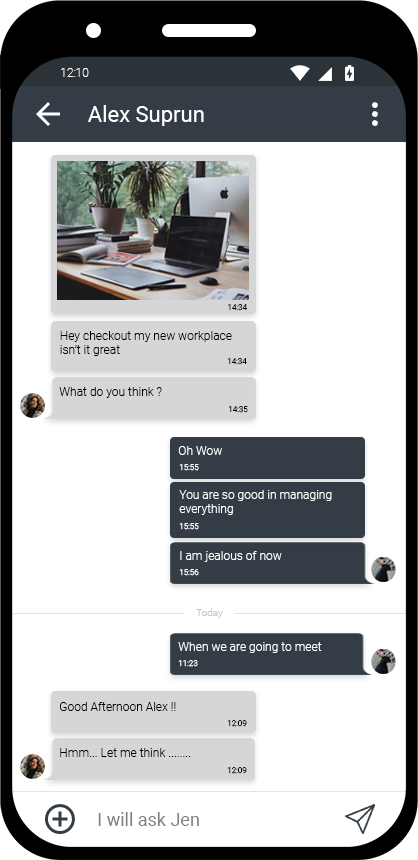 12:10
Alex Suprun
14:34
Hey checkout my new workplace
isn't it great
14:34
What do you think ?
14:35
Oh Wow
15:55
You are so good in managing
everything
15:55
I am jealous of now
15:56
Today
When we are going to meet
11:23
Good Afternoon Alex !!
12:09
Hmm... Let me think ........
12:09
I will ask Jen